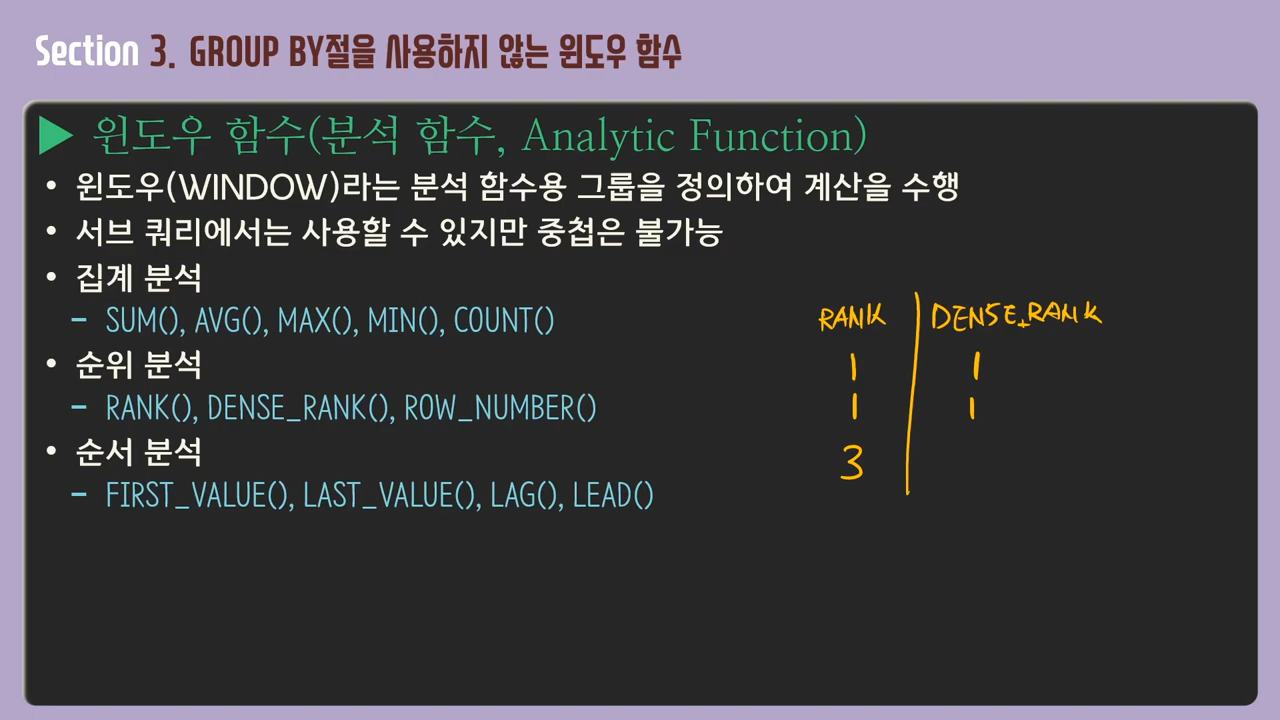 Section 3. GROUP BY절을 사용하지 않는 윈도우 함수
▶ 윈도우 함수(분석 함수, Analytic Function)
• 윈도우(WINDOW)라는 분석 함수용 그룹을 정의하여 계산을 수행
• 서브 쿼리에서는 사용할 수 있지만 중첩은 불가능
• 집계 분석
– SUM(), AVG(), MAX(), MIN(), COUNT()
• 순위 분석
– RANK(), DENSE_RANK(), ROW_NUMBER()
• 순서 분석
– FIRST_VALUE(), LAST_VALUE(), LAG(), LEAD()
RANK DENSE_RANK
1 1
1 1
3